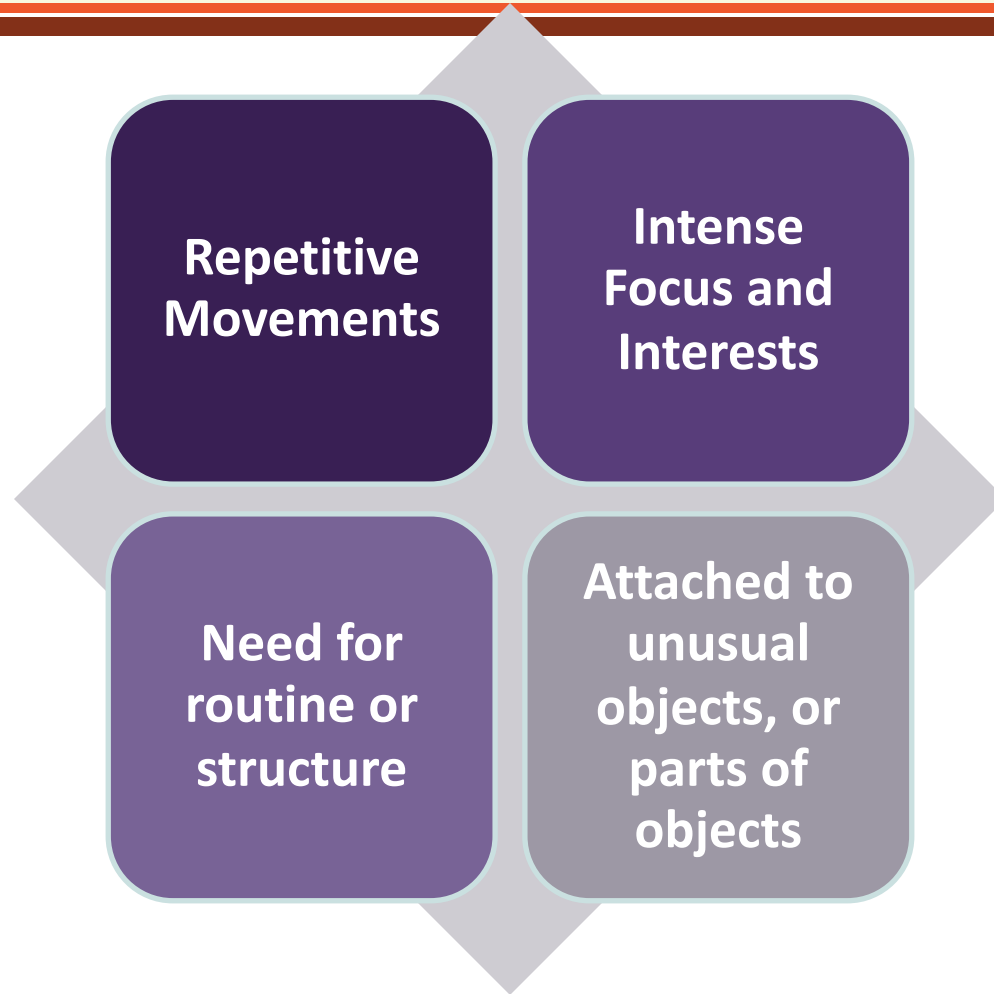 Repetitive
Movements
Intense
Focus and
Interests
Need for
routine or
structure
Attached to
unusual
objects, or
parts of
objects